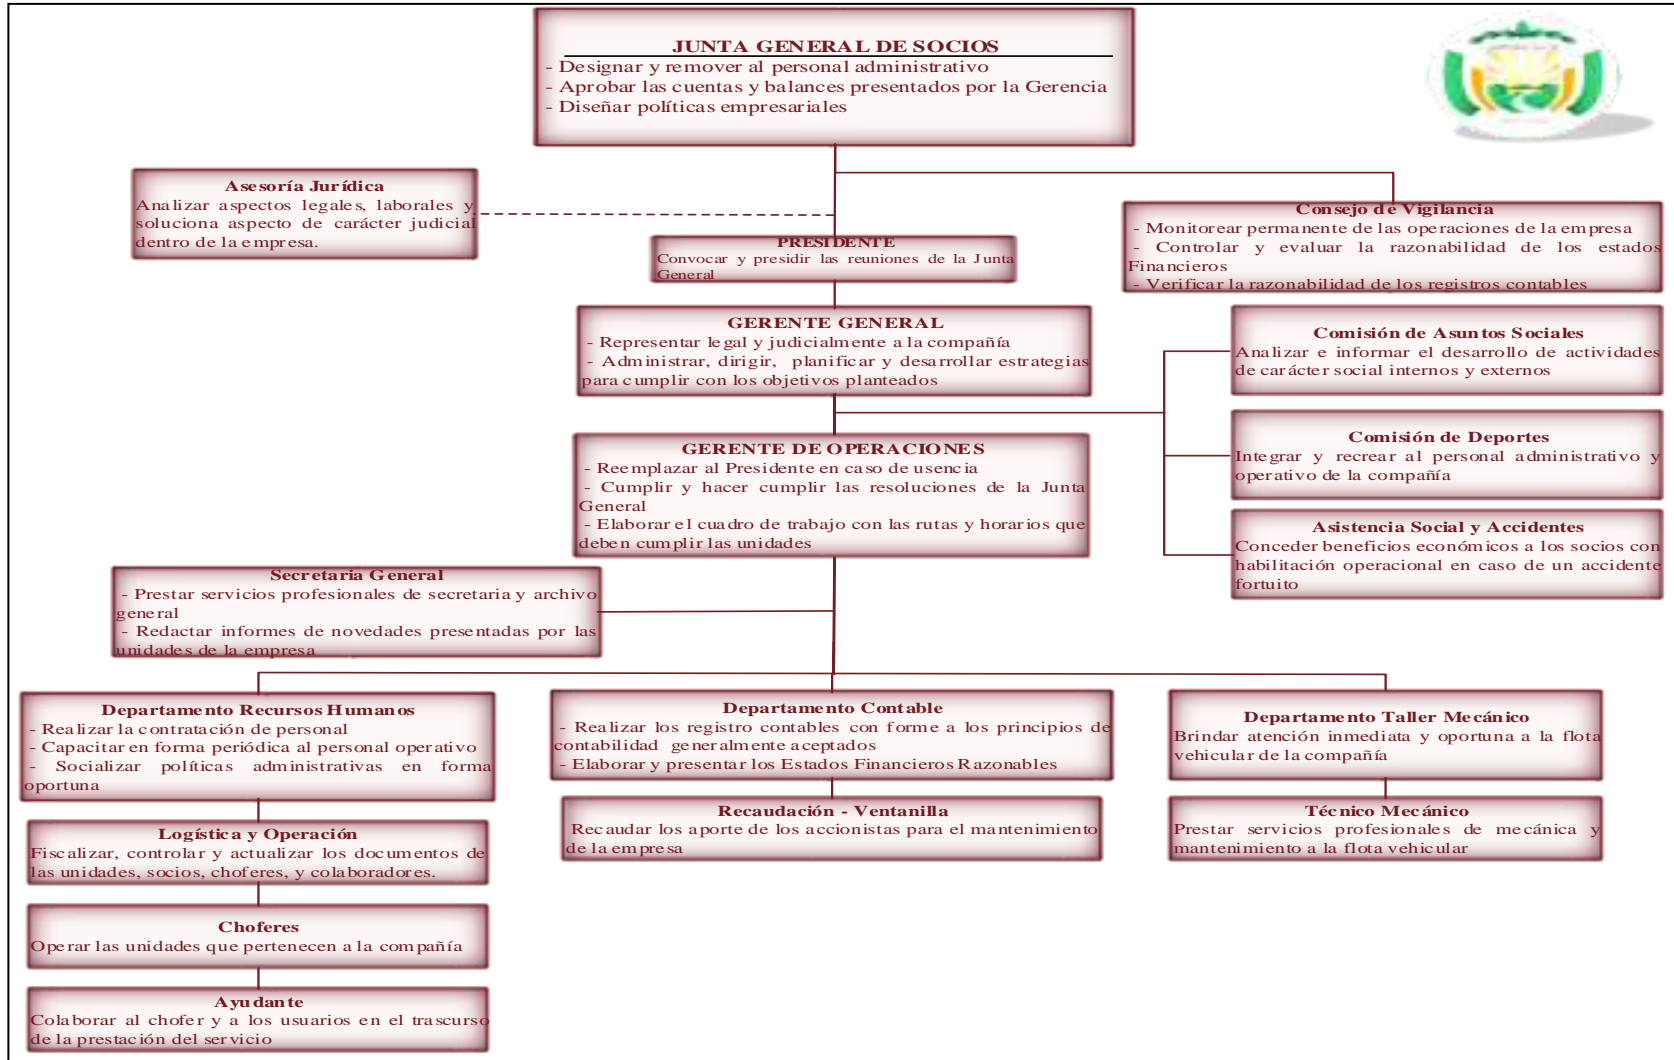 JUNTA GENERAL DE SOCIOS
- Designar y remover al personal administrativo
- Aprobar las cuentas y balances presentados por la Gerencia
- Diseñar políticas empresariales
Asesoría Jurídica
Analizar aspectos legales, laborales y
soluciona aspecto de carácter judicial
dentro de la empresa.
Consejo de Vigilancia
- Monitorear permanente de las operaciones de la empresa
- Controlar y evaluar la razonabilidad de los estados
Financieros
- Verificar la razonabilidad de los registros contables
PRESIDENTE
Convocar y presidir las reuniones de la Junta
General
GERENTE GENERAL
- Representar legal y judicialmente a la compañía
- Administrar, dirigir, planificar y desarrollar estrategias
para cumplir con los objetivos planteados
Comisión de Asuntos Sociales
Analizar e informar el desarrollo de actividades
de carácter social internos y externos
Comisión de Deportes
Integrar y recrear al personal administrativo y
operativo de la compañía
Asistencia Social y Accidentes
Conceder beneficios económicos a los socios con
habilitación operacional en caso de un accidente
fortuito
GERENTE DE OPERACIONES
- Reemplazar al Presidente en caso de usencia
- Cumplir y hacer cumplir las resoluciones de la Junta
General
- Elaborar el cuadro de trabajo con las rutas y horarios que
deben cumplir las unidades
Secretaria General
- Prestar servicios profesionales de secretaria y archivo
general
- Redactar informes de novedades presentadas por las
unidades de la empresa
Departamento Recursos Humanos
- Realizar la contratación de personal
- Capacitar en forma periódica al personal operativo
- Socializar políticas administrativas en forma
oportuna
Departamento Contable
- Realizar los registro contables con forme a los principios de
contabilidad generalmente aceptados
- Elaborar y presentar los Estados Financieros Razonables
Departamento Taller Mecánico
Brindar atención inmediata y oportuna a la flota
vehicular de la compañía
Logística y Operación
Fiscalizar, controlar y actualizar los documentos de
las unidades, socios, choferes, y colaboradores.
Recaudación - Ventanilla
Recaudar los aporte de los accionistas para el mantenimiento
de la empresa
Técnico Mecánico
Prestar servicios profesionales de mecánica y
mantenimiento a la flota vehicular
Choferes
Operar las unidades que pertenecen a la compañía
Ayudante
Colaborar al chofer y a los usuarios en el trascurso
de la prestación del servicio